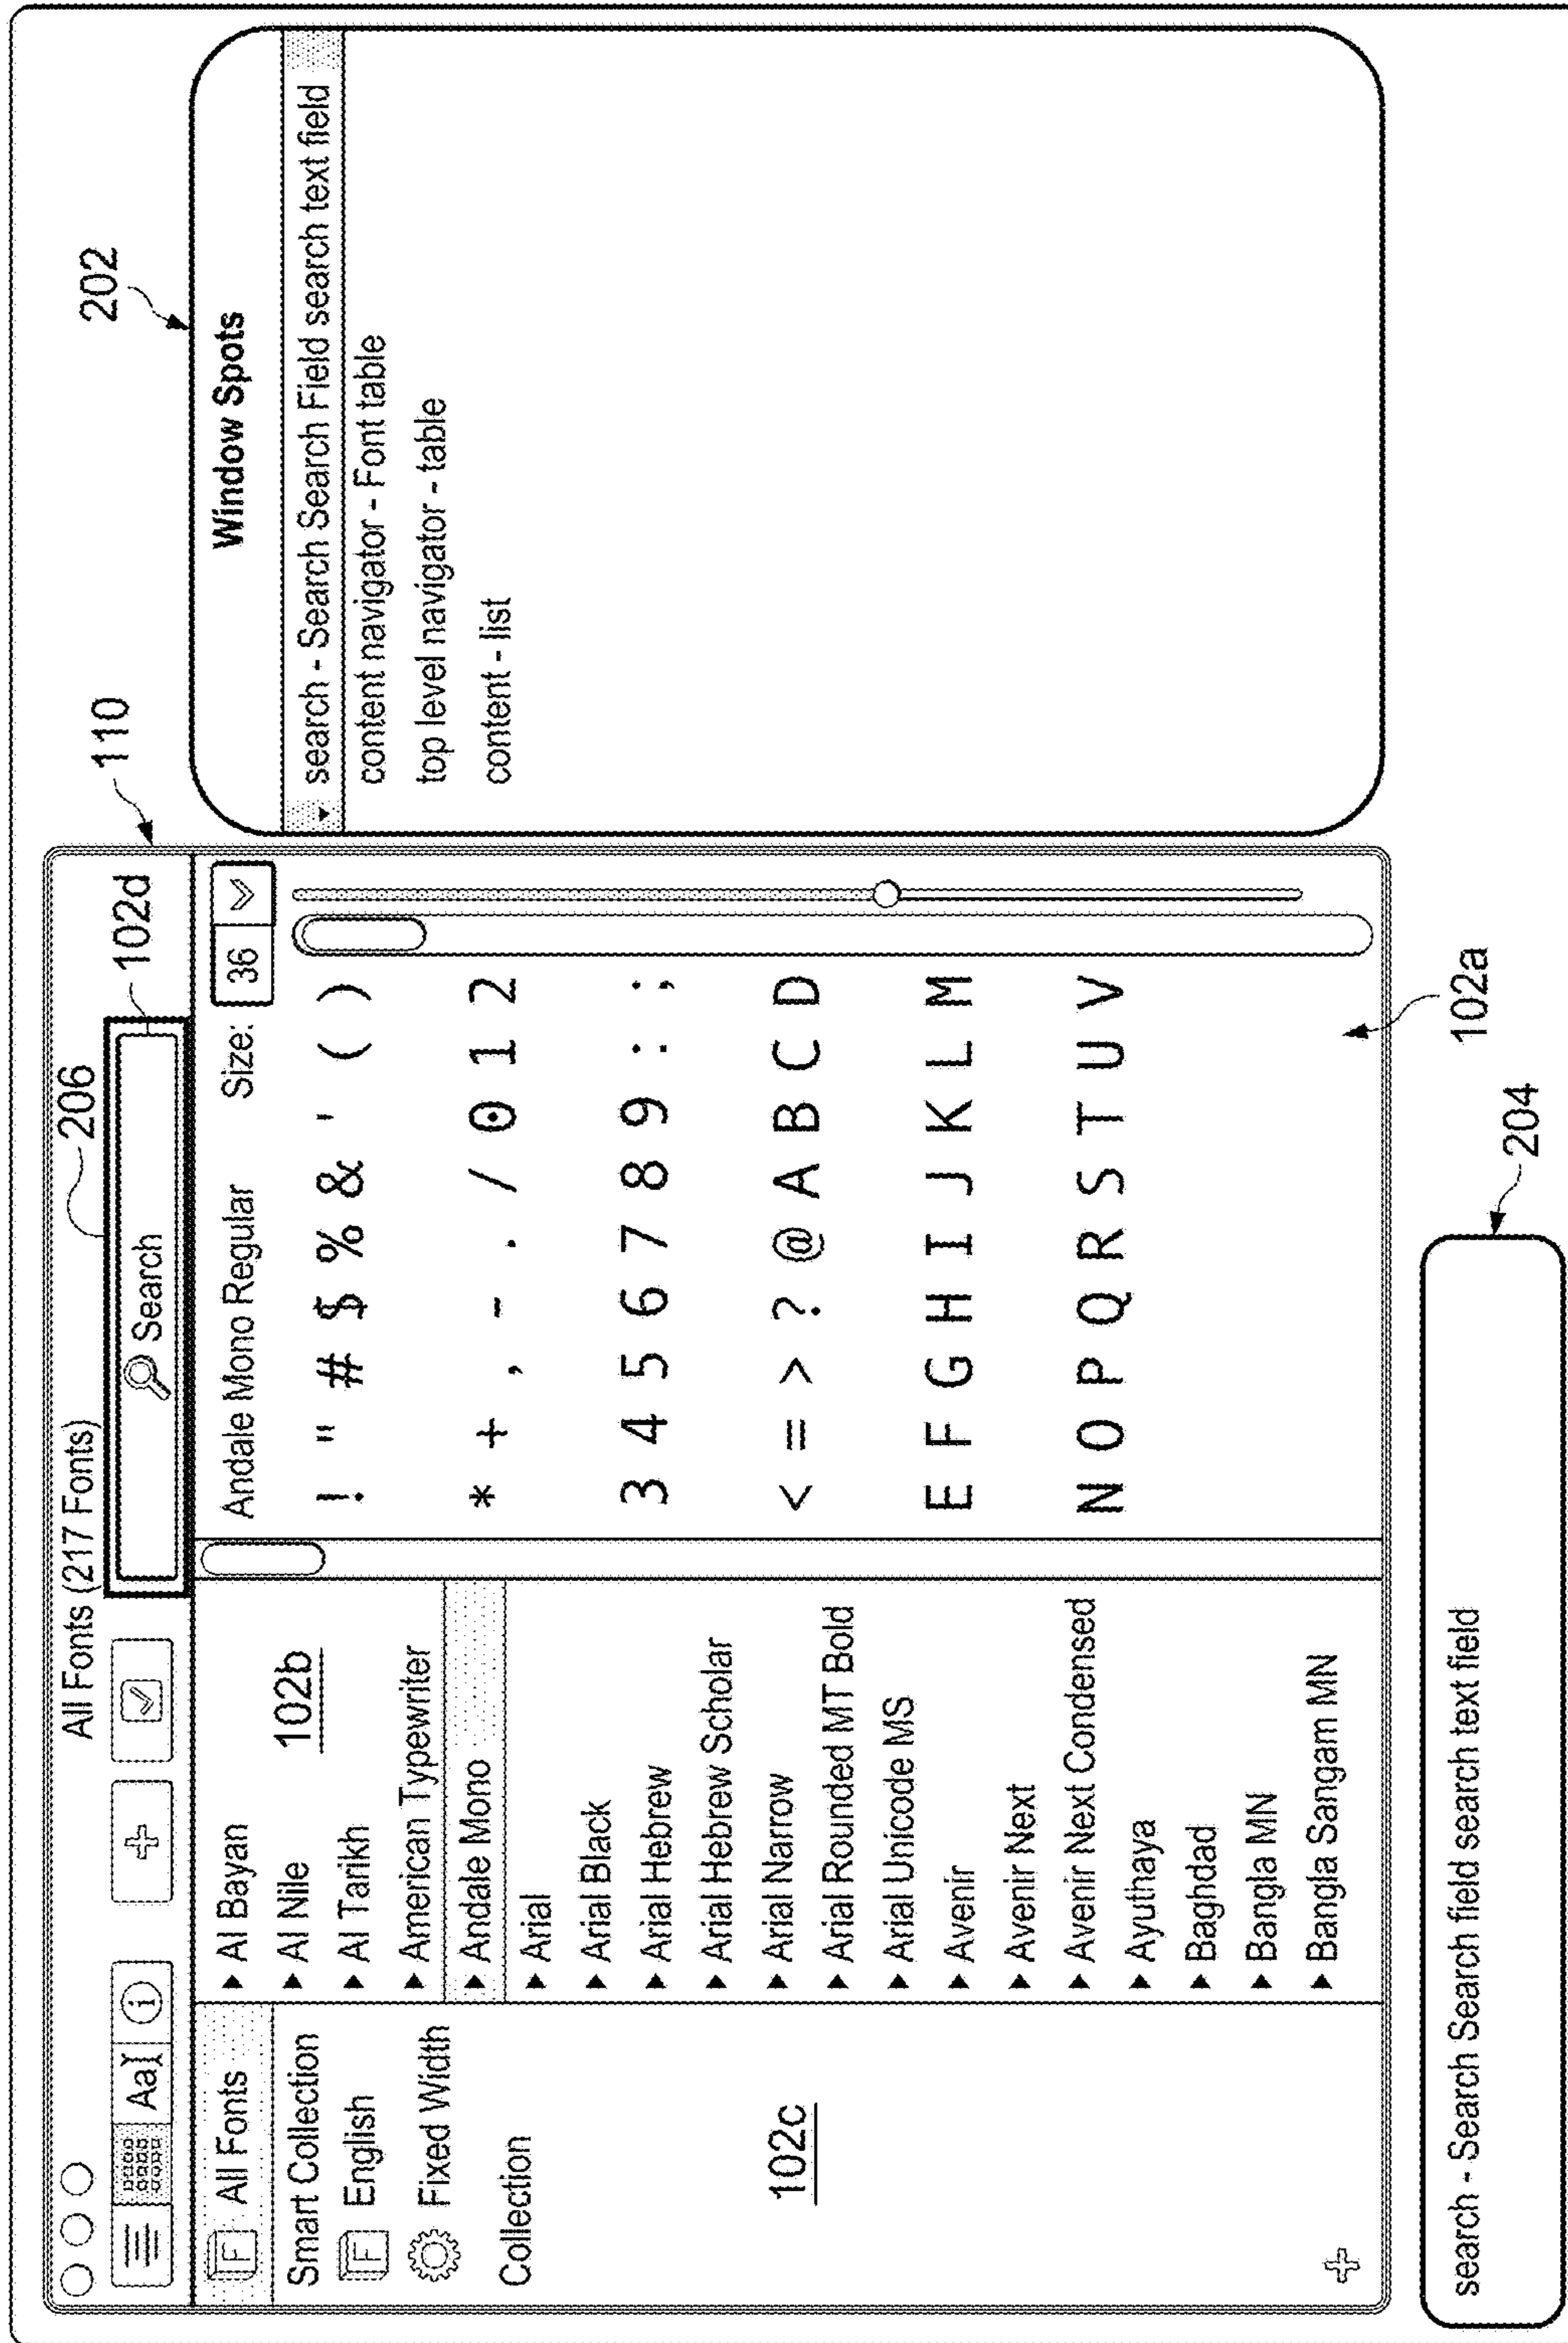 All Fonts (217 Fonts)
206
102d
110
202
Aa
i
Search
F All Fonts
Smart Collection
F English
Fixed Width
Collection
102c
Al Bayan
Al Nile
Al Tarikh
American Typewriter
Andale Mono
Arial
Arial Black
Arial Hebrew
Arial Hebrew Scholar
Arial Narrow
Arial Rounded MT Bold
Arial Unicode MS
Avenir
Avenir Next
Avenir Next Condensed
Ayuthaya
Baghdad
Bangla MN
Bangla Sangam MN
102b
Andale Mono Regular Size: 36
! " # $ % & ' ( )
* + , - . / 0 1 2
3 4 5 6 7 8 9 : ;
< = > ? @ A B C D
E F G H I J K L M
N O P Q R S T U V
102a
Window Spots
search - Search Search Field search text field
content navigator - Font table
top level navigator - table
content - list
search - Search Search field search text field
204